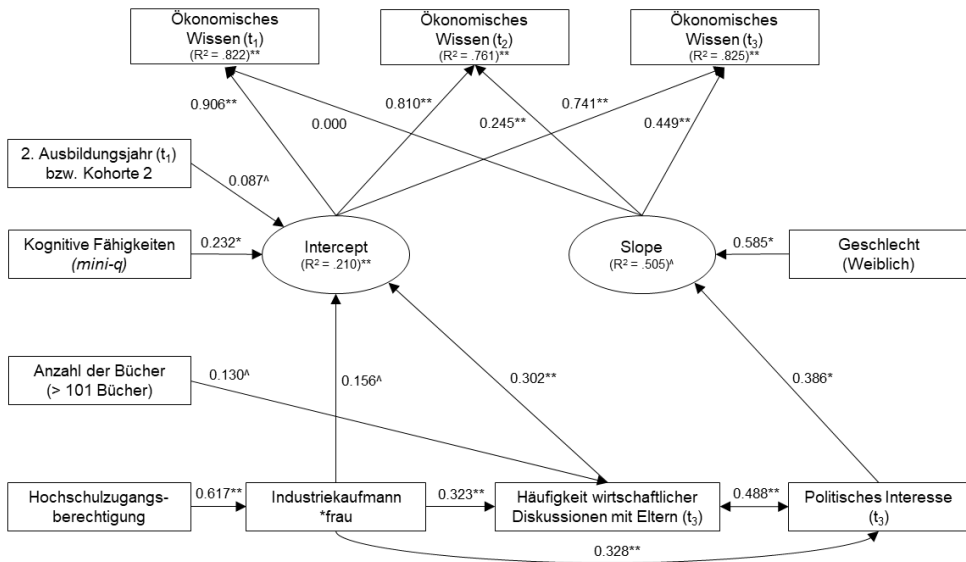 Ökonomisches
Wissen (t₁)
(R² = .822)**
Ökonomisches
Wissen (t₂)
(R² = .761)**
Ökonomisches
Wissen (t₃)
(R² = .825)**
0.906**
0.000
0.810**
0.245**
0.741**
0.449**
2. Ausbildungsjahr (t₁)
bzw. Kohorte 2
0.087^
Kognitive Fähigkeiten
(mini-q)
0.232*
Intercept
(R² = .210)**
Slope
(R² = .505)^
0.585*
Geschlecht
(Weiblich)
Anzahl der Bücher
(> 101 Bücher)
0.130^
0.156^
0.302**
0.386*
Hochschulzugangs-
berechtigung
0.617**
Industriekaufmann
*frau
0.323**
Häufigkeit wirtschaftlicher
Diskussionen mit Eltern (t₃)
0.488**
Politisches Interesse
(t₃)
0.328**